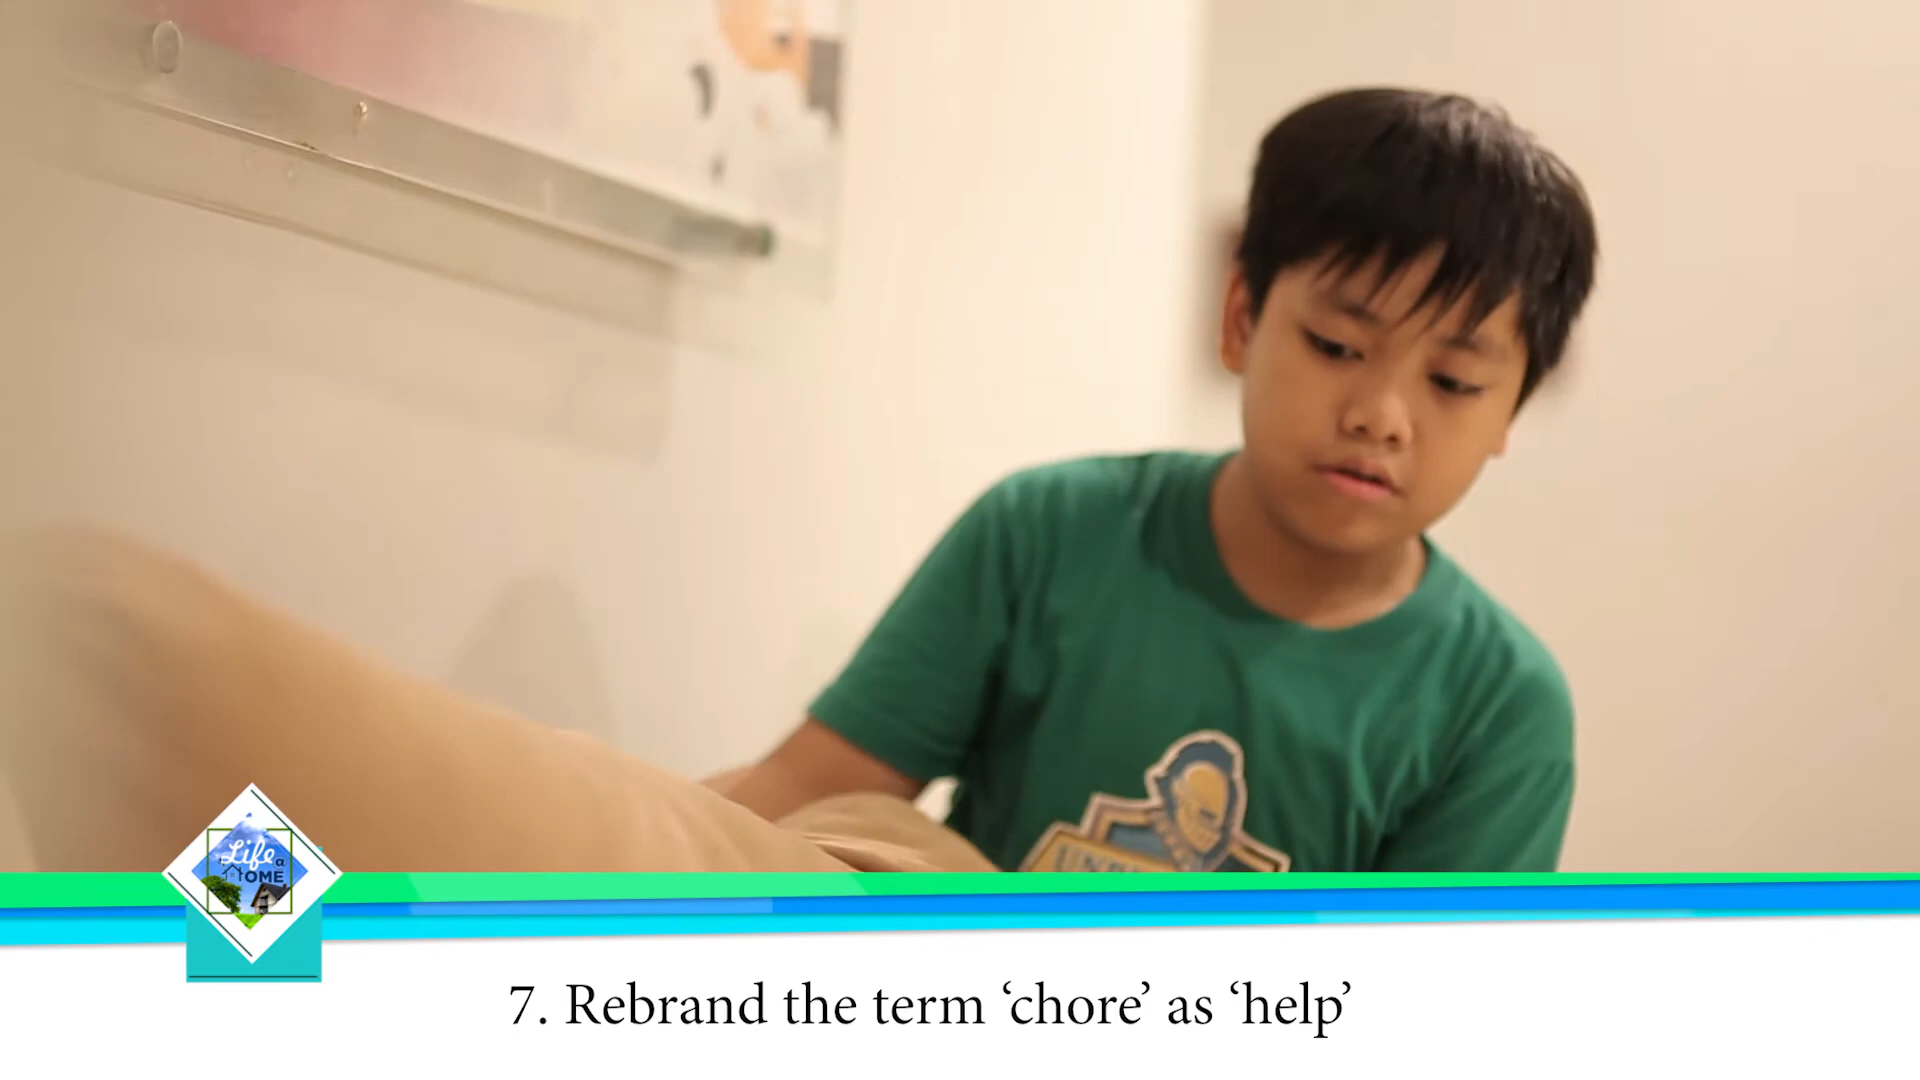 Life a
HOME
7. Rebrand the term ‘chore’ as ‘help’